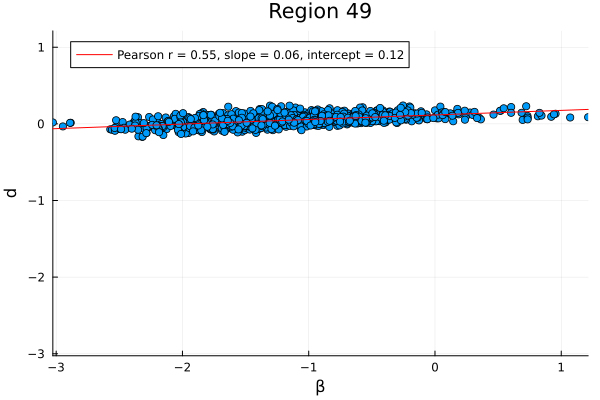 Region 49
Pearson r = 0.55, slope = 0.06, intercept = 0.12
1
0
−1
−2
−3
d
−3 −2 −1 0 1
β